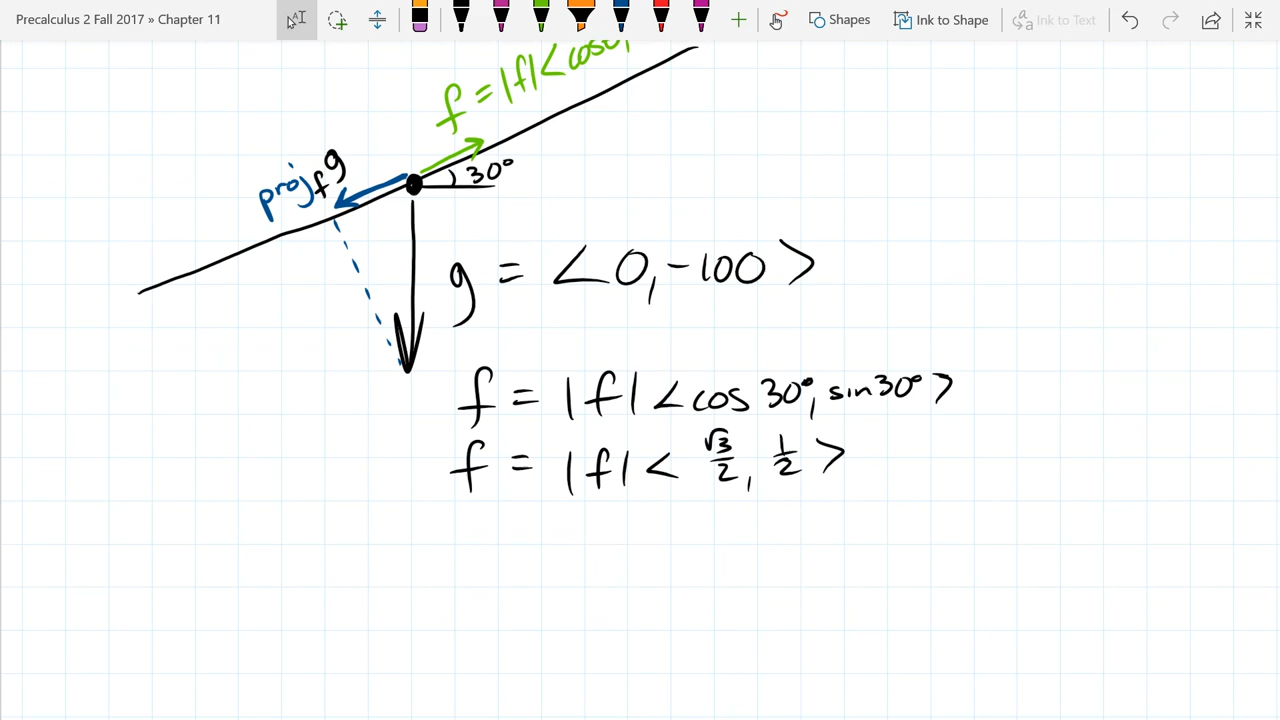 Precalculus 2 Fall 2017 » Chapter 11
Shapes
Ink to Shape
Ink to Text
f = |f| < cos
30°
proj_f g
g = < 0, -100 >
f = |f| < cos 30°, sin 30° >
f = |f| < √3/2, 1/2 >